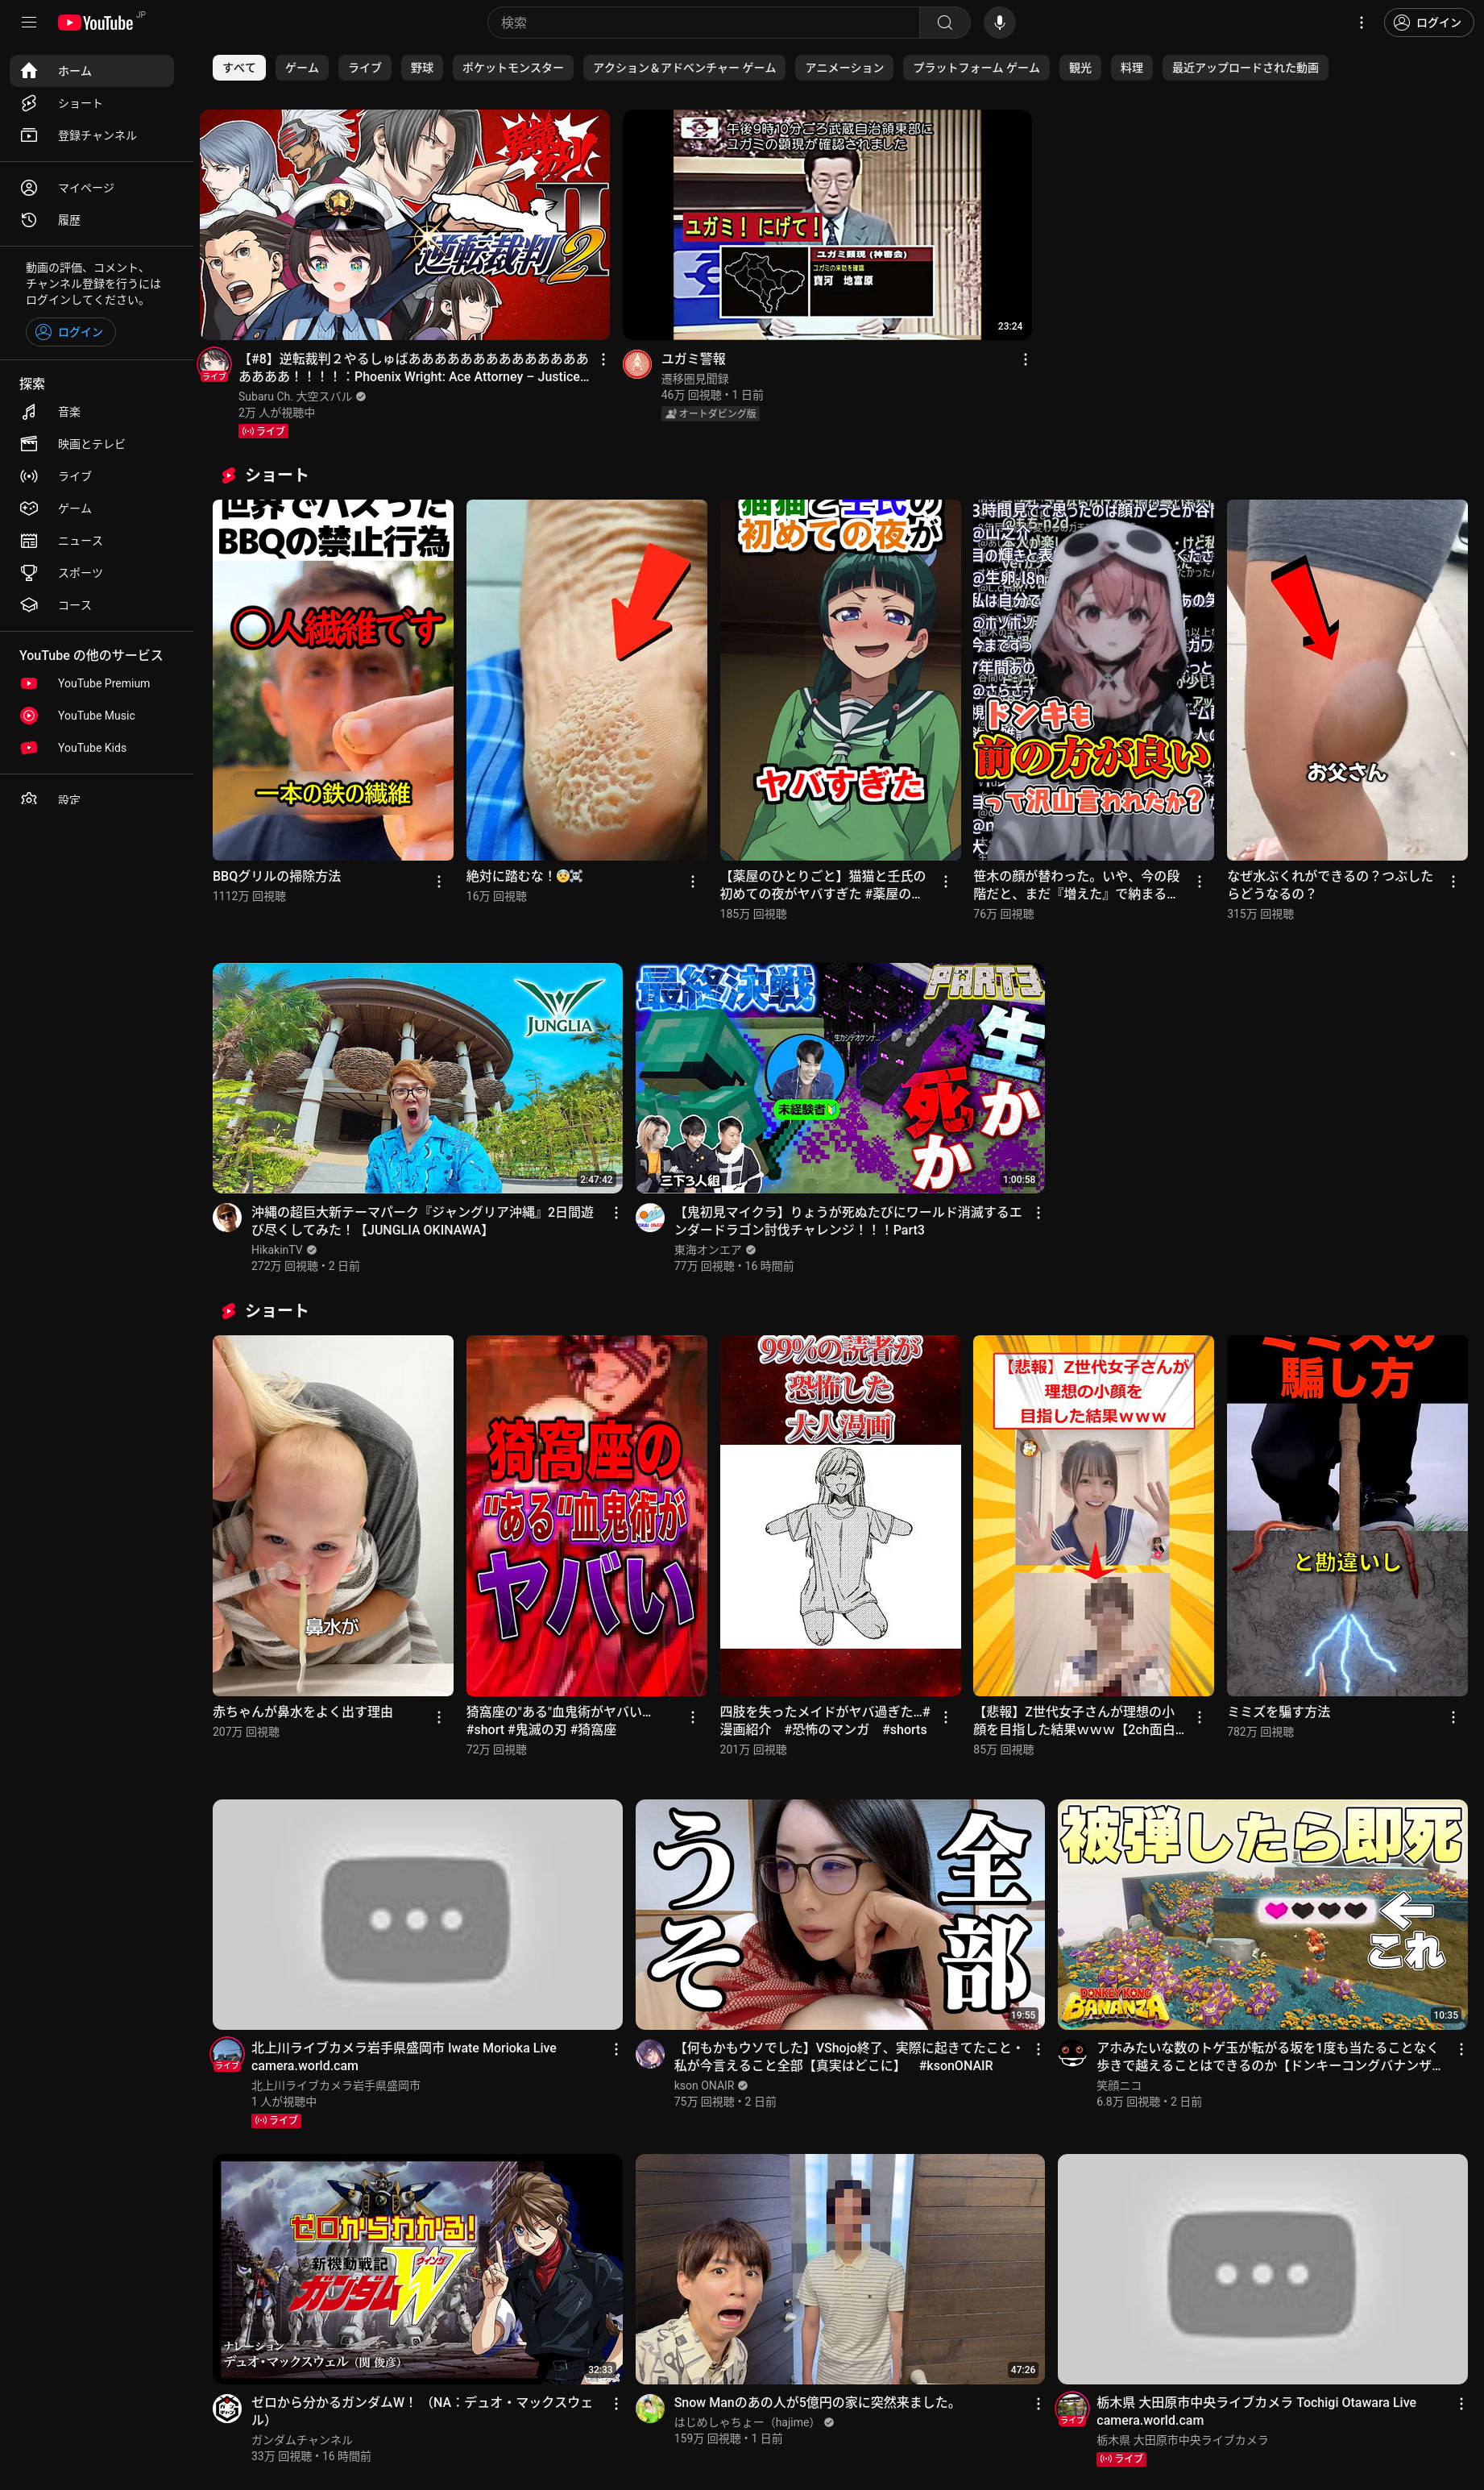 YouTube JP
検索
ログイン
ホーム
ショート
登録チャンネル
マイページ
履歴
動画の評価、コメント、
チャンネル登録を行うには
ログインしてください。
ログイン
探索
音楽
映画とテレビ
ライブ
ゲーム
ニュース
スポーツ
コース
YouTube の他のサービス
YouTube Premium
YouTube Music
YouTube Kids
設定
すべて
ゲーム
ライブ
野球
ポケットモンスター
アクション＆アドベンチャー ゲーム
アニメーション
プラットフォーム ゲーム
観光
料理
最近アップロードされた動画
異議あり!
逆転裁判2
午後9時10分ごろ武蔵自治領東部に
ユガミの顕現が確認されました
ユガミ！ にげて！
ユガミ顕現 (神審会)
ユガミの来訪を確認
寶河 地富原
23:24
【#8】逆転裁判２やるしゅばあああああああああああああああ
ああああ！！！！：Phoenix Wright: Ace Attorney – Justice...
Subaru Ch. 大空スバル
2万 人が視聴中
ライブ
ライブ
ユガミ警報
遷移圏見聞録
46万 回視聴 • 1 日前
オートダビング版
ショート
世界でバズった
BBQの禁止行為
〇人繊維です
一本の鉄の繊維
BBQグリルの掃除方法
1112万 回視聴
絶対に踏むな！😨☠️
16万 回視聴
猫猫と壬氏の
初めての夜が
ヤバすぎた
【薬屋のひとりごと】猫猫と壬氏の
初めての夜がヤバすぎた #薬屋の...
185万 回視聴
ドンキも
前の方が良い
って沢山言われたか？
笹木の顔が替わった。いや、今の段
階だと、まだ『増えた』で納まる...
76万 回視聴
お父さん
なぜ水ぶくれができるの？つぶした
らどうなるの？
315万 回視聴
JUNGLIA
2:47:42
沖縄の超巨大新テーマパーク『ジャングリア沖縄』2日間遊
び尽くしてみた！【JUNGLIA OKINAWA】
HikakinTV
272万 回視聴 • 2 日前
最終決戦
PART3
生か
死か
未経験者
三下3人組
1:00:58
【鬼初見マイクラ】りょうが死ぬたびにワールド消滅するエ
ンダードラゴン討伐チャレンジ！！！Part3
東海オンエア
77万 回視聴 • 16 時間前
ショート
鼻水が
赤ちゃんが鼻水をよく出す理由
207万 回視聴
猗窩座の
"ある"血鬼術が
ヤバい
猗窩座の"ある"血鬼術がヤバい...
#short #鬼滅の刃 #猗窩座
72万 回視聴
99%の読者が
恐怖した
大人漫画
四肢を失ったメイドがヤバ過ぎた...#
漫画紹介　#恐怖のマンガ　#shorts
201万 回視聴
【悲報】Z世代女子さんが
理想の小顔を
目指した結果ｗｗｗ
【悲報】Z世代女子さんが理想の小
顔を目指した結果ｗｗｗ【2ch面白...
85万 回視聴
ミミズの
騙し方
と勘違いし
ミミズを騙す方法
782万 回視聴
北上川ライブカメラ岩手県盛岡市 Iwate Morioka Live
camera.world.cam
北上川ライブカメラ岩手県盛岡市
1 人が視聴中
ライブ
ライブ
全部
うそ
19:55
【何もかもウソでした】VShojo終了、実際に起きてたこと・
私が今言えること全部【真実はどこに】　#ksonONAIR
kson ONAIR
75万 回視聴 • 2 日前
被弾したら即死
これ
DONKEY KONG
BANANZA
10:35
アホみたいな数のトゲ玉が転がる坂を1度も当たることなく
歩きで越えることはできるのか【ドンキーコングバナンザ...
笑顔ニコ
6.8万 回視聴 • 2 日前
ゼロからわかる!
新機動戦記
ガンダムW
ウイング
ナレーション
デュオ・マックスウェル（関 俊彦）
32:33
ゼロから分かるガンダムW！（NA：デュオ・マックスウェ
ル）
ガンダムチャンネル
33万 回視聴 • 16 時間前
47:26
Snow Manのあの人が5億円の家に突然来ました。
はじめしゃちょー（hajime）
159万 回視聴 • 1 日前
栃木県 大田原市中央ライブカメラ Tochigi Otawara Live
camera.world.cam
栃木県 大田原市中央ライブカメラ
ライブ
ライブ